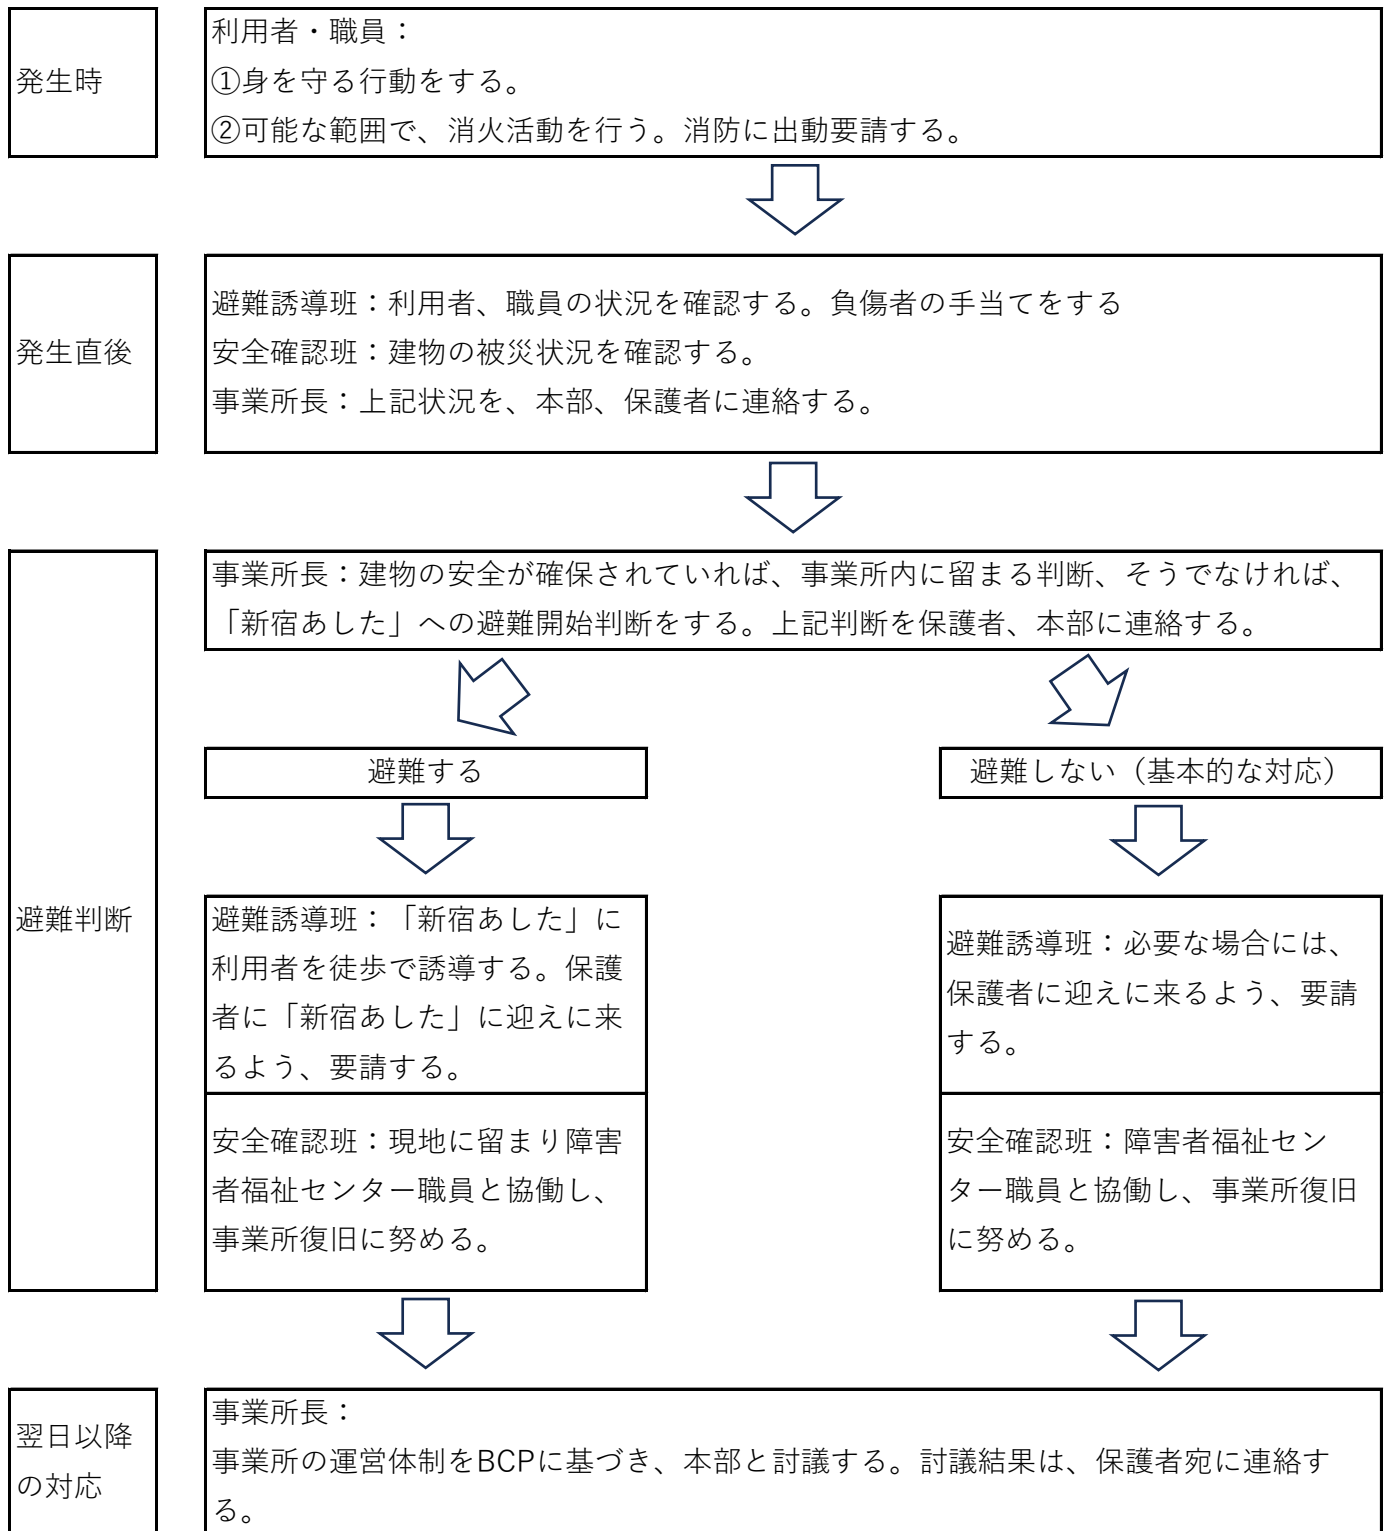 発生時
利用者・職員：
①身を守る行動をする。
②可能な範囲で、消火活動を行う。消防に出動要請する。
発生直後
避難誘導班：利用者、職員の状況を確認する。負傷者の手当てをする
安全確認班：建物の被災状況を確認する。
事業所長：上記状況を、本部、保護者に連絡する。
避難判断
事業所長：建物の安全が確保されていれば、事業所内に留まる判断、そうでなければ、
「新宿あした」への避難開始判断をする。上記判断を保護者、本部に連絡する。
避難する
避難誘導班：「新宿あした」に
利用者を徒歩で誘導する。保護
者に「新宿あした」に迎えに来
るよう、要請する。
安全確認班：現地に留まり障害
者福祉センター職員と協働し、
事業所復旧に努める。
避難しない（基本的な対応）
避難誘導班：必要な場合には、
保護者に迎えに来るよう、要請
する。
安全確認班：障害者福祉セン
ター職員と協働し、事業所復旧
に努める。
翌日以降
の対応
事業所長：
事業所の運営体制をBCPに基づき、本部と討議する。討議結果は、保護者宛に連絡す
る。